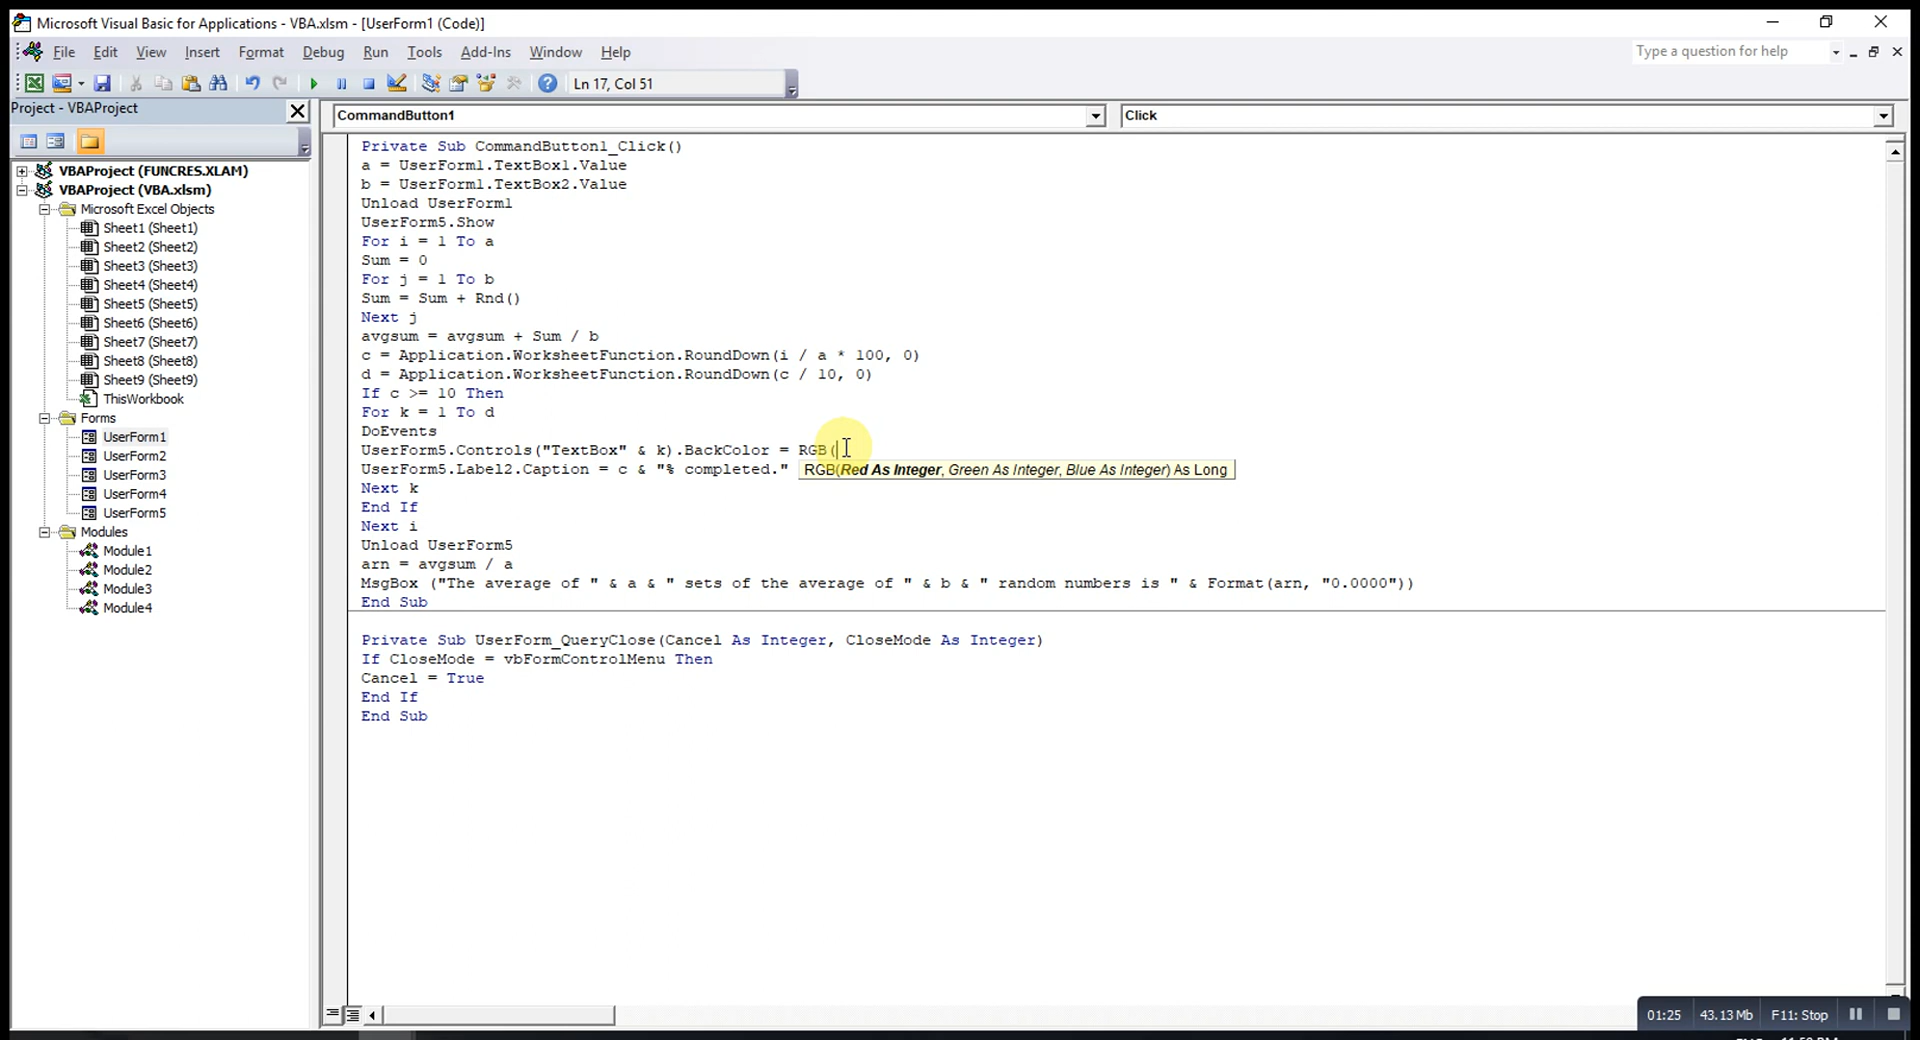 Microsoft Visual Basic for Applications - VBA.xlsm - [UserForm1 (Code)]
File Edit View Insert Format Debug Run Tools Add-Ins Window Help
Type a question for help
Ln 17, Col 51
Project - VBAProject
VBAProject (FUNCRES.XLAM)
VBAProject (VBA.xlsm)
Microsoft Excel Objects
Sheet1 (Sheet1)
Sheet2 (Sheet2)
Sheet3 (Sheet3)
Sheet4 (Sheet4)
Sheet5 (Sheet5)
Sheet6 (Sheet6)
Sheet7 (Sheet7)
Sheet8 (Sheet8)
Sheet9 (Sheet9)
ThisWorkbook
Forms
UserForm1
UserForm2
UserForm3
UserForm4
UserForm5
Modules
Module1
Module2
Module3
Module4
CommandButton1
Click
Private Sub CommandButton1_Click()
a = UserForm1.TextBox1.Value
b = UserForm1.TextBox2.Value
Unload UserForm1
UserForm5.Show
For i = 1 To a
Sum = 0
For j = 1 To b
Sum = Sum + Rnd()
Next j
avgsum = avgsum + Sum / b
c = Application.WorksheetFunction.RoundDown(i / a * 100, 0)
d = Application.WorksheetFunction.RoundDown(c / 10, 0)
If c >= 10 Then
For k = 1 To d
DoEvents
UserForm5.Controls("TextBox" & k).BackColor = RGB(
UserForm5.Label2.Caption = c & "% completed."
RGB(Red As Integer, Green As Integer, Blue As Integer) As Long
Next k
End If
Next i
Unload UserForm5
arn = avgsum / a
MsgBox ("The average of " & a & " sets of the average of " & b & " random numbers is " & Format(arn, "0.0000"))
End Sub
Private Sub UserForm_QueryClose(Cancel As Integer, CloseMode As Integer)
If CloseMode = vbFormControlMenu Then
Cancel = True
End If
End Sub
01:25 43.13 Mb F11: Stop